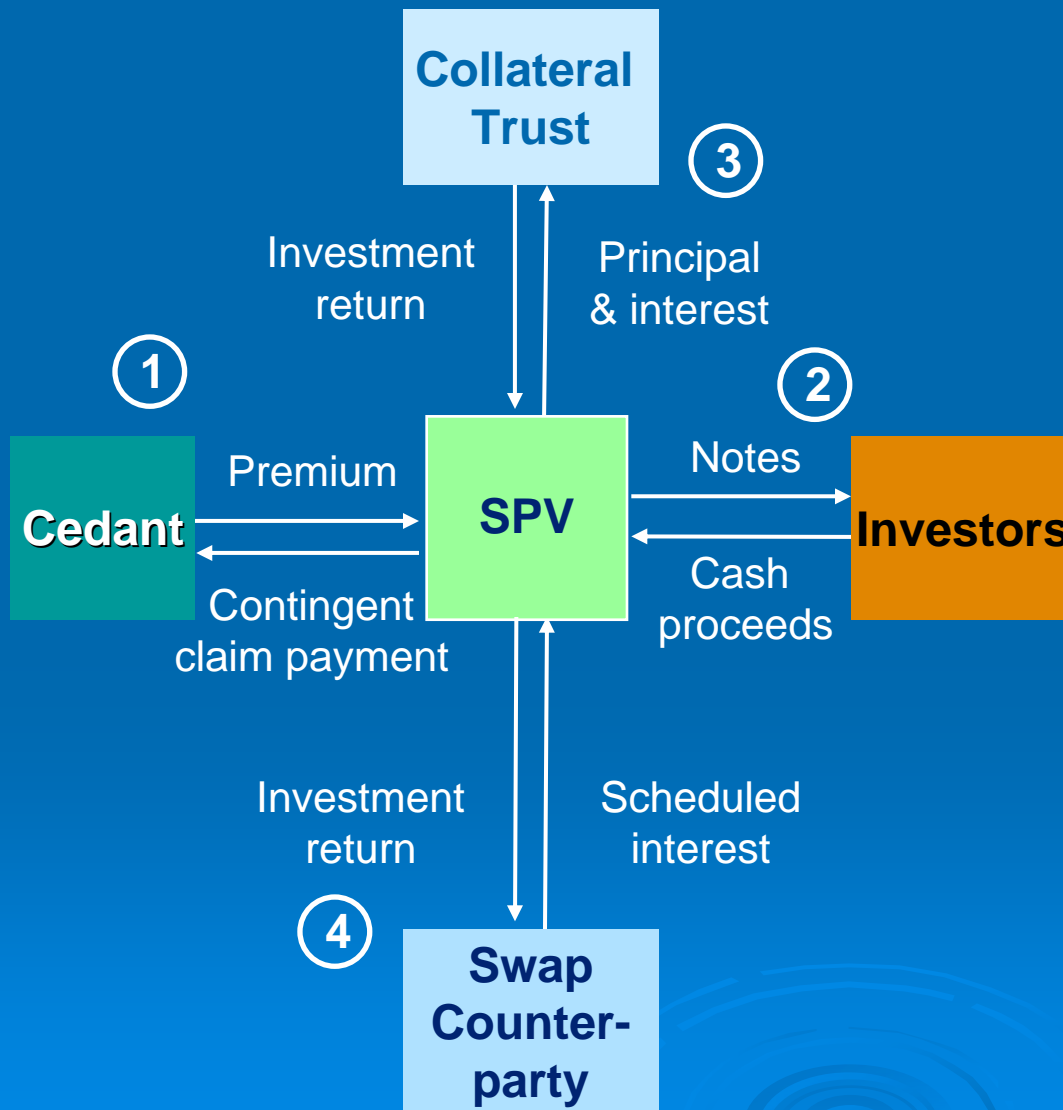 Collateral
Trust
3
Investment
return
Principal
& interest
1
2
Cedant
Premium
Contingent
claim payment
SPV
Notes
Cash
proceeds
Investors
Investment
return
Scheduled
interest
4
Swap
Counter-
party